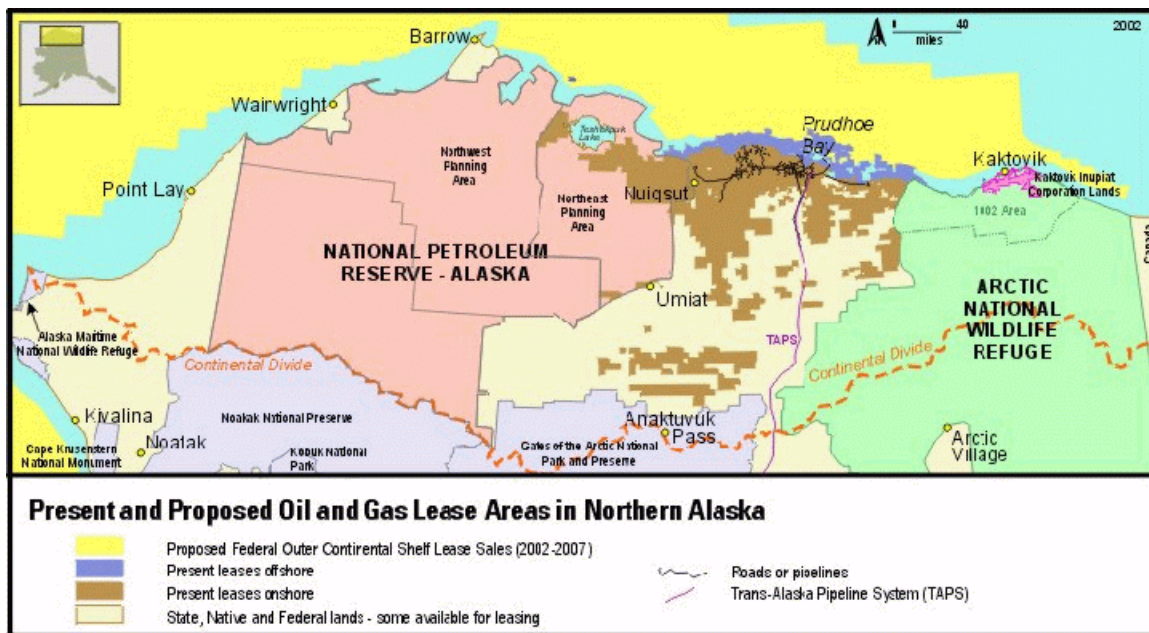 Barrow
40
miles
2002
Wairwright
Teshekpuk
Lake
Prudhoe
Bay
Northwest
Planning
Area
Kaktovik
Kaktovik Inupiat
Corporation Lands
Point Lay
Nuiqsut
Northeast
Planning
Area
1002 Area
Canada
NATIONAL PETROLEUM
RESERVE - ALASKA
Umiat
ARCTIC
NATIONAL
WILDLIFE
REFUGE
Alaska Maritime
National Wildlife Refuge
TAPS
Continental Divide
Continental Divide
Kivalina
Noatak National Preserve
Anaktuvuk
Pass
Noatak
Cape Krusenstern
National Monument
Kobuk National
Park
Gates of the Arctic National
Park and Preserve
Arctic
Village
Present and Proposed Oil and Gas Lease Areas in Northern Alaska
Proposed Federal Outer Continental Shelf Lease Sales (2002-2007)
Present leases offshore
Present leases onshore
State, Native and Federal lands - some available for leasing
Roads or pipelines
Trans-Alaska Pipeline System (TAPS)